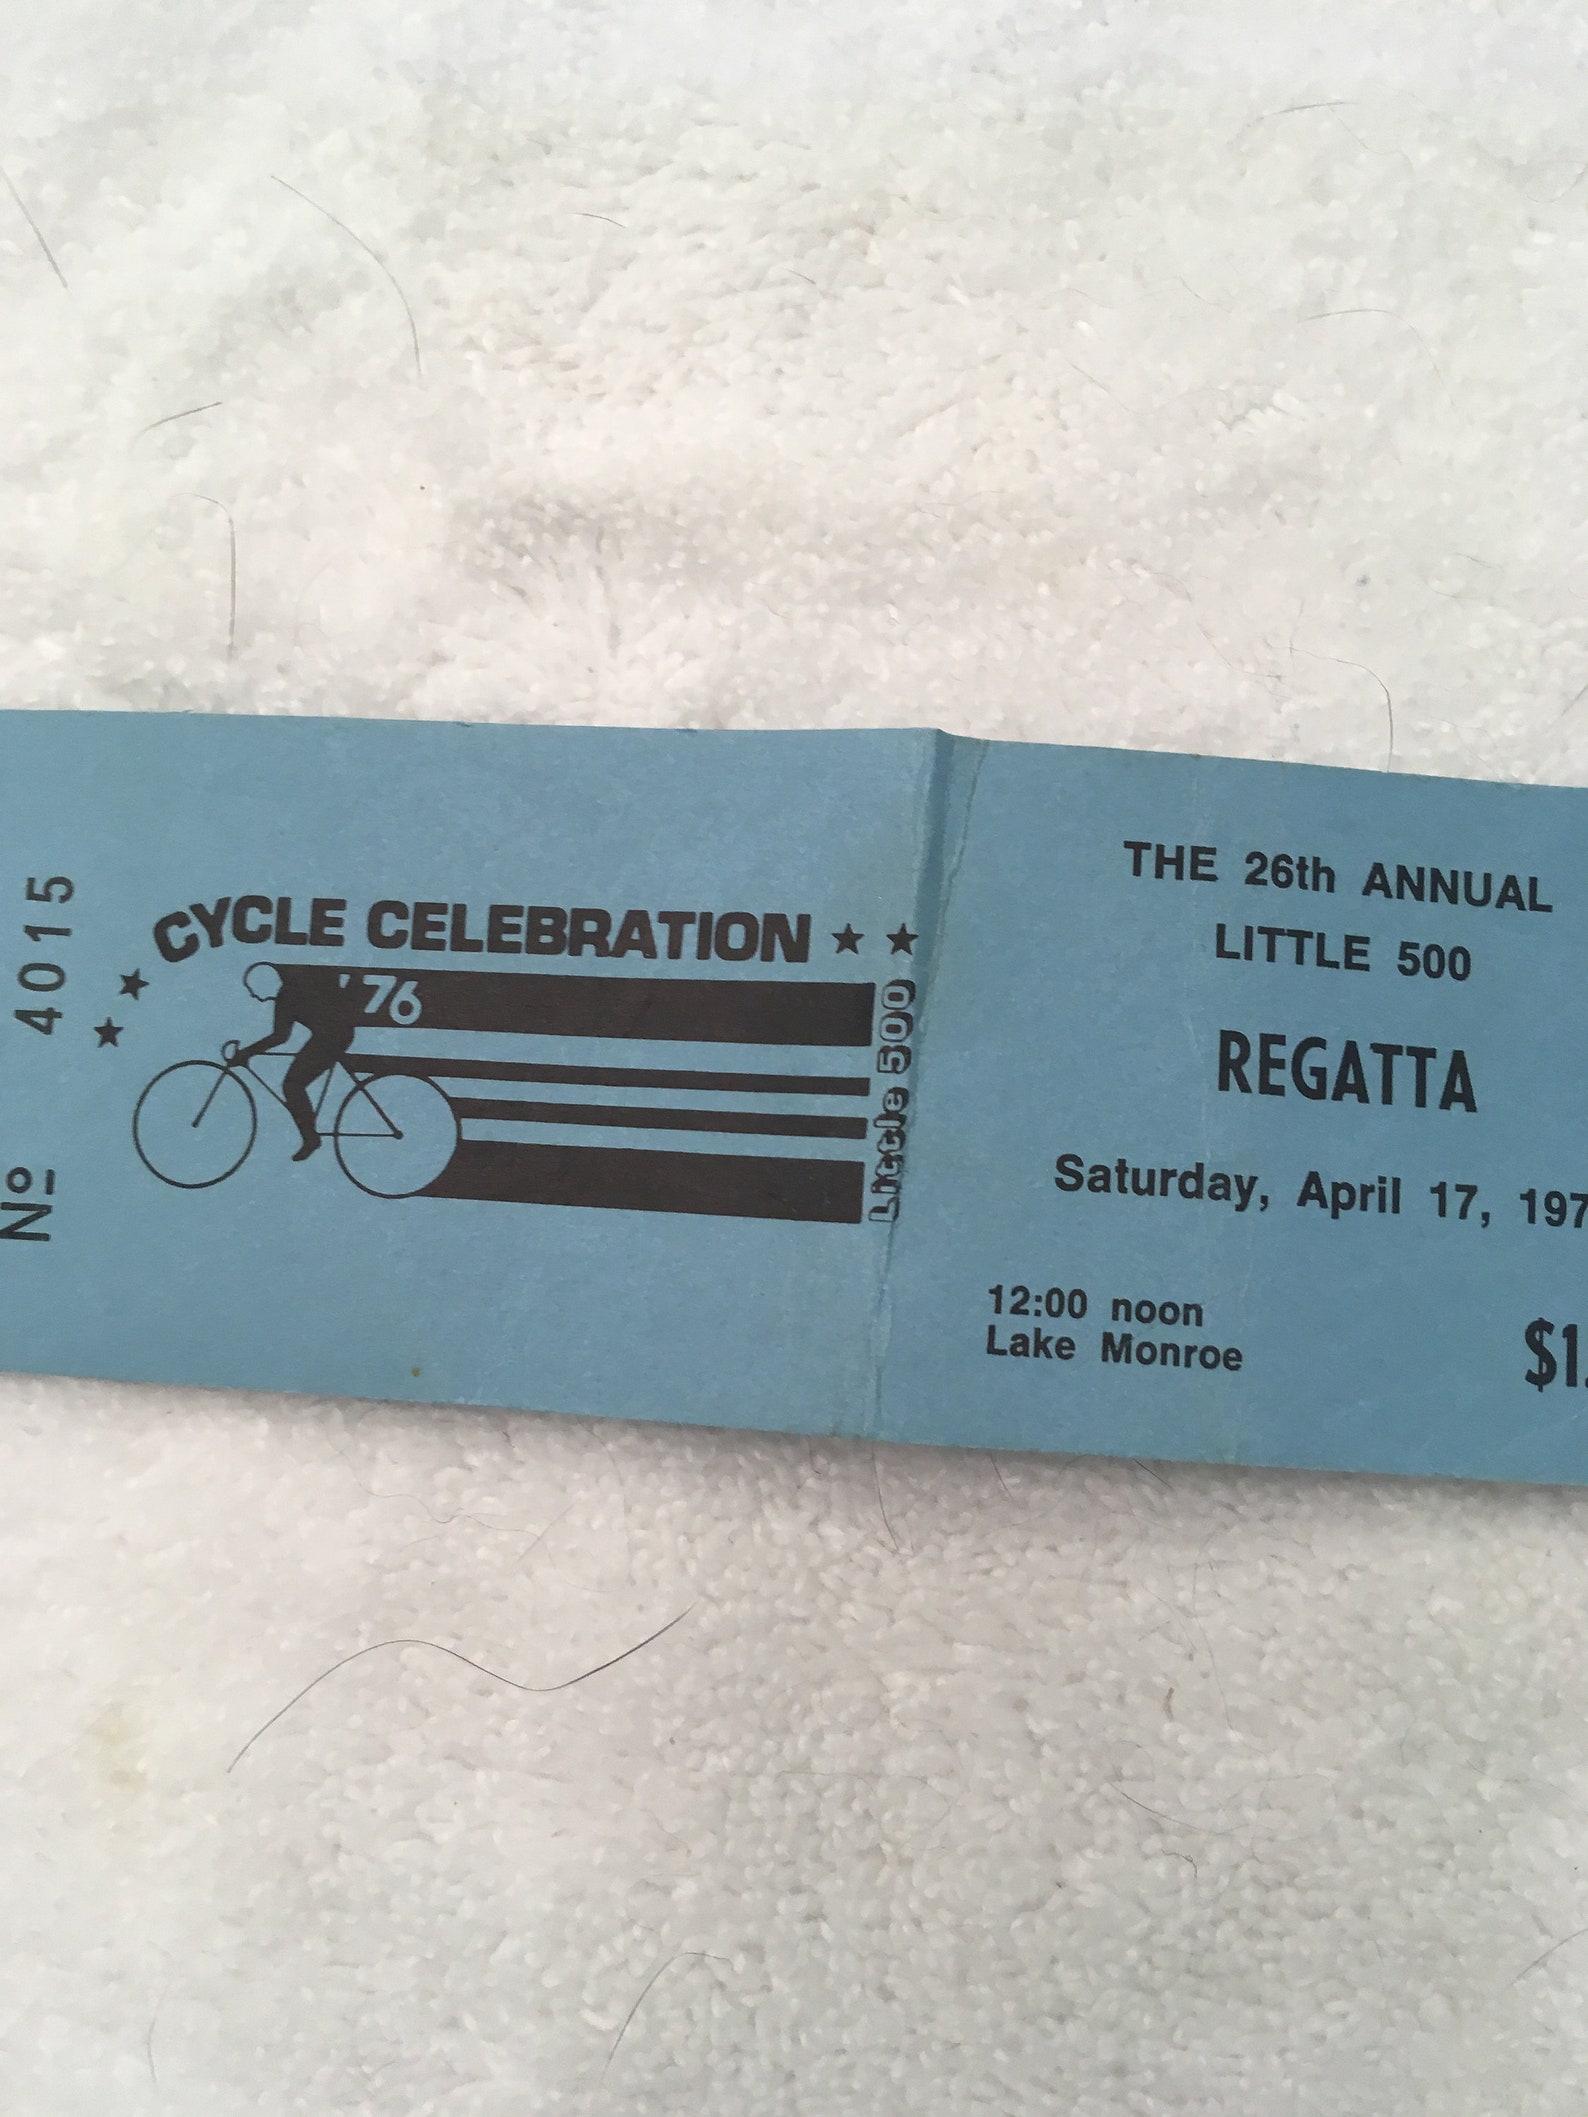 No 4015
CYCLE CELEBRATION
'76
Little 500
THE 26th ANNUAL
LITTLE 500
REGATTA
Saturday, April 17, 197
12:00 noon
Lake Monroe
$1.